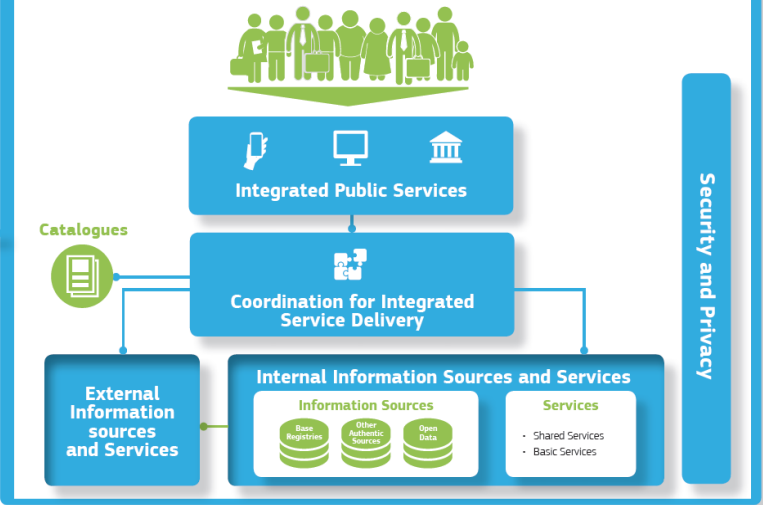 Integrated Public Services
Security and Privacy
Catalogues
Coordination for Integrated
Service Delivery
External
Information
sources
and Services
Internal Information Sources and Services
Information Sources
Base
Registries
Other
Authentic
Sources
Open
Data
Services
· Shared Services
· Basic Services